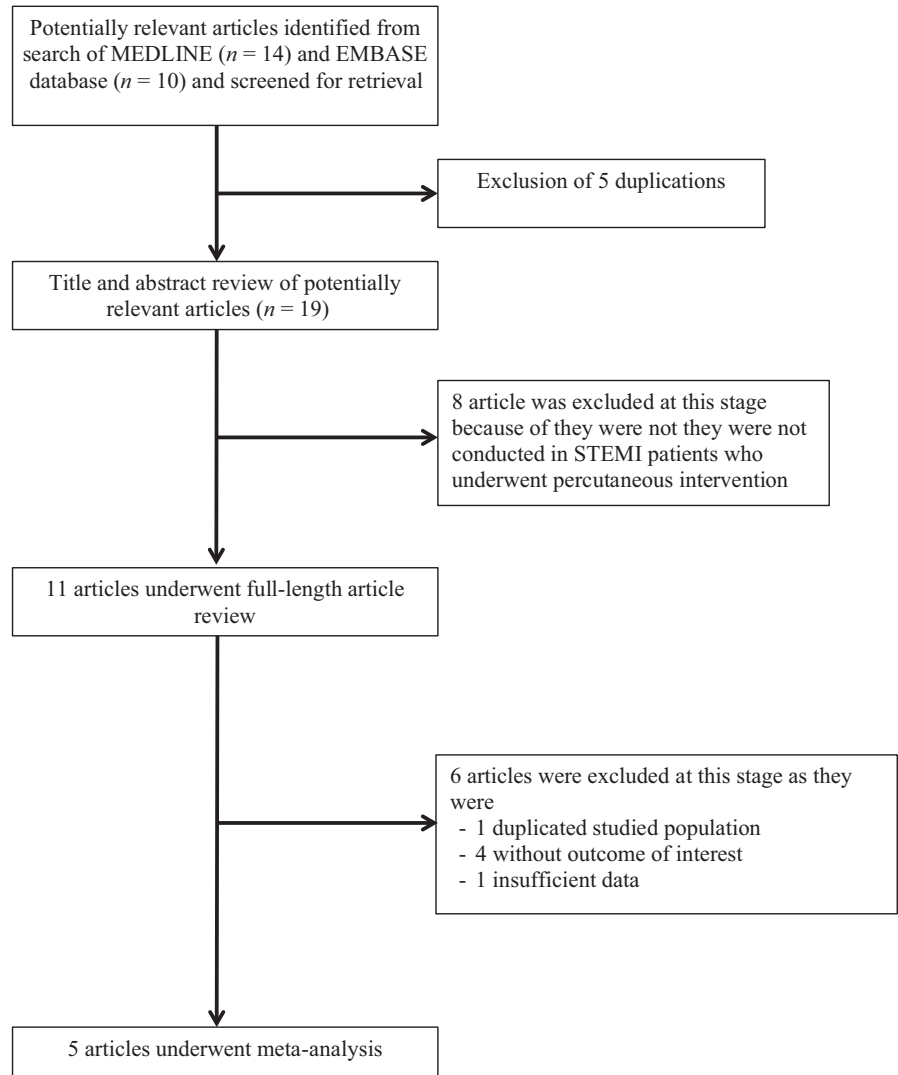 Potentially relevant articles identified from
search of MEDLINE (n = 14) and EMBASE
database (n = 10) and screened for retrieval
Exclusion of 5 duplications
Title and abstract review of potentially
relevant articles (n = 19)
8 article was excluded at this stage
because of they were not they were not
conducted in STEMI patients who
underwent percutaneous intervention
11 articles underwent full-length article
review
6 articles were excluded at this stage as they
were
- 1 duplicated studied population
- 4 without outcome of interest
- 1 insufficient data
5 articles underwent meta-analysis